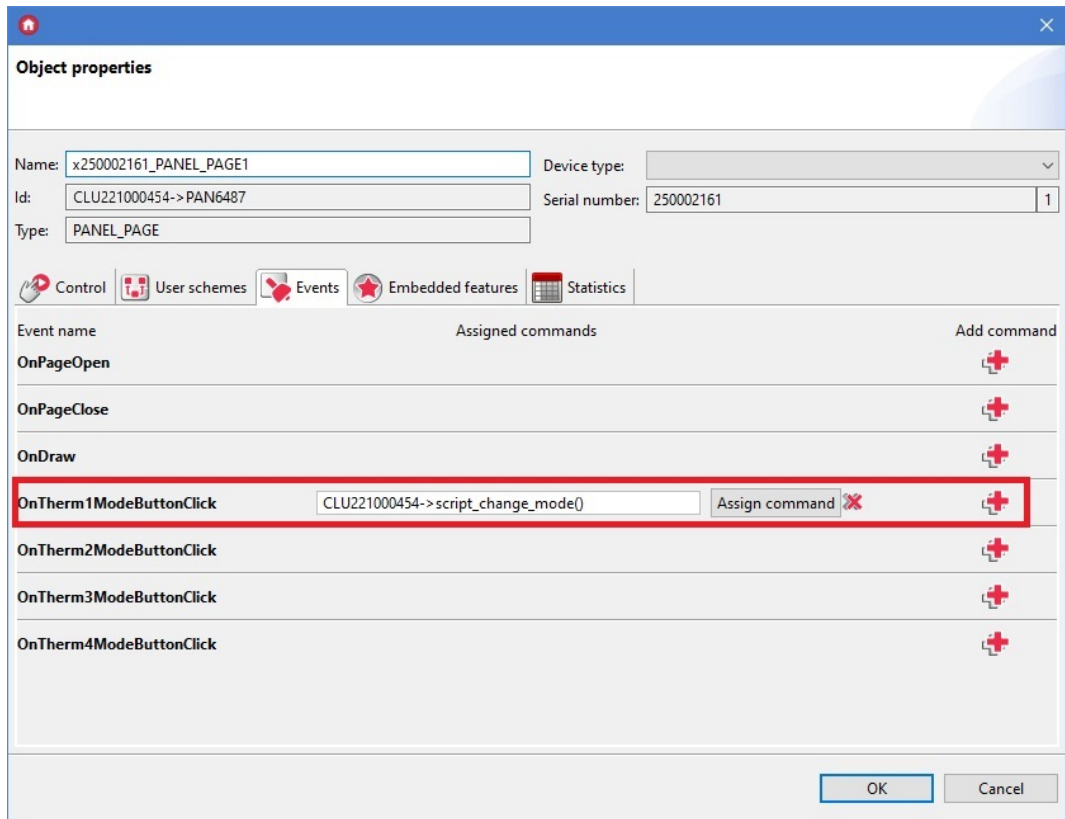 Object properties
Name: x250002161_PANEL_PAGE1 Device type:
Id: CLU221000454->PAN6487 Serial number: 250002161 1
Type: PANEL_PAGE
Control User schemes Events Embedded features Statistics
Event name Assigned commands Add command
OnPageOpen
OnPageClose
OnDraw
OnTherm1ModeButtonClick CLU221000454->script_change_mode() Assign command
OnTherm2ModeButtonClick
OnTherm3ModeButtonClick
OnTherm4ModeButtonClick
OK Cancel